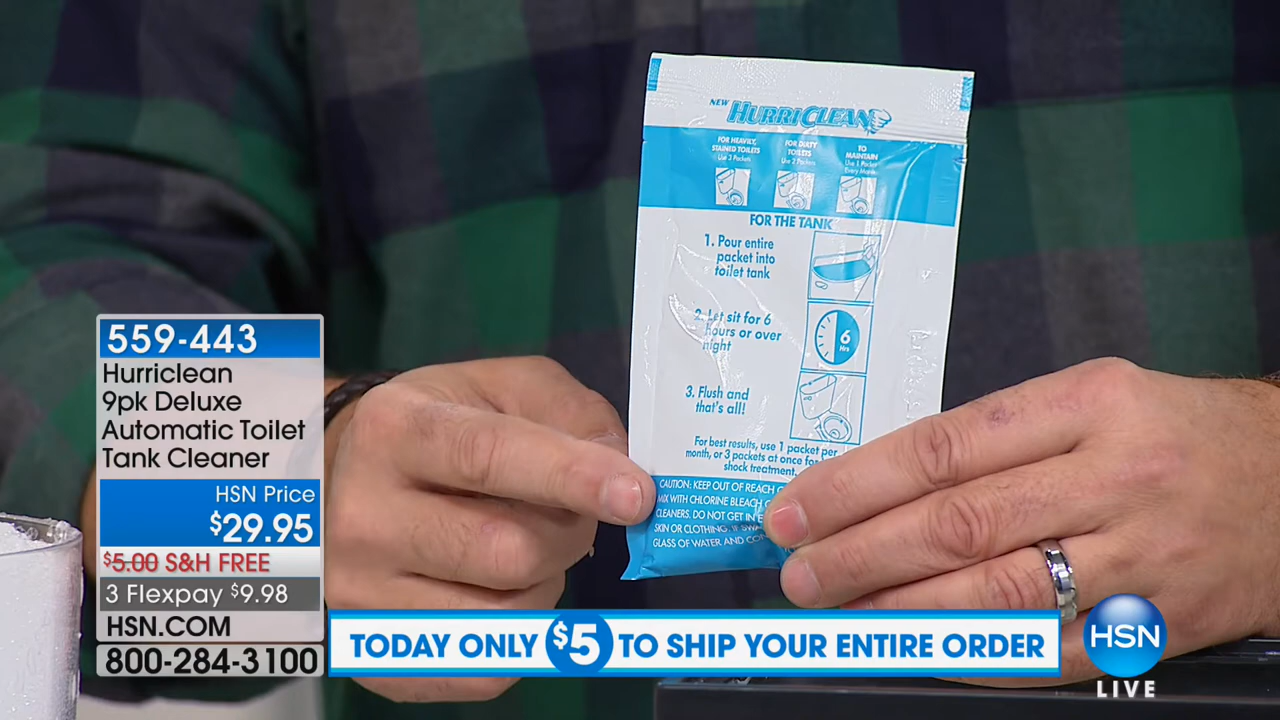 NEW HURRICLEAN
FOR HEAVILY,
STAINED TOILETS
Use 3 Packets
FOR DIRTY
TOILETS
Use 2 Packets
TO
MAINTAIN
Use 1 Packet
Every Month
FOR THE TANK
1. Pour entire
packet into
toilet tank
2. Let sit for 6
hours or over
night
6
Hrs
3. Flush and
that's all!
For best results, use 1 packet per
month, or 3 packets at once for
shock treatment.
CAUTION: KEEP OUT OF REACH
MIX WITH CHLORINE BLEACH
CLEANERS. DO NOT GET IN
SKIN OR CLOTHING. IF
GLASS OF WATER AND
559-443
Hurriclean
9pk Deluxe
Automatic Toilet
Tank Cleaner
HSN Price
$29.95
$5.00 S&H FREE
3 Flexpay $9.98
HSN.COM
800-284-3100
TODAY ONLY $5 TO SHIP YOUR ENTIRE ORDER
HSN
LIVE